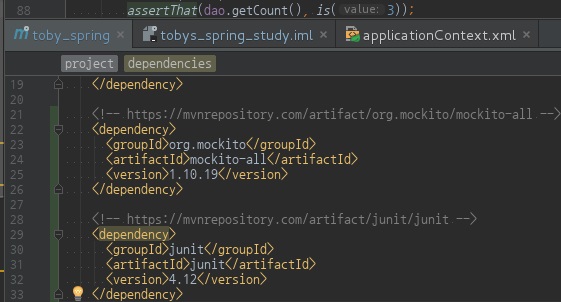 88 assertThat(dao.getCount(), is( value: 3));
toby_spring × tobys_spring_study.iml × applicationContext.xml ×
project dependencies
19 </dependency>
20
21 <!-- https://mvnrepository.com/artifact/org.mockito/mockito-all -->
22 <dependency>
23 <groupId>org.mockito</groupId>
24 <artifactId>mockito-all</artifactId>
25 <version>1.10.19</version>
26 </dependency>
27
28 <!-- https://mvnrepository.com/artifact/junit/junit -->
29 <dependency>
30 <groupId>junit</groupId>
31 <artifactId>junit</artifactId>
32 <version>4.12</version>
33 </dependency>